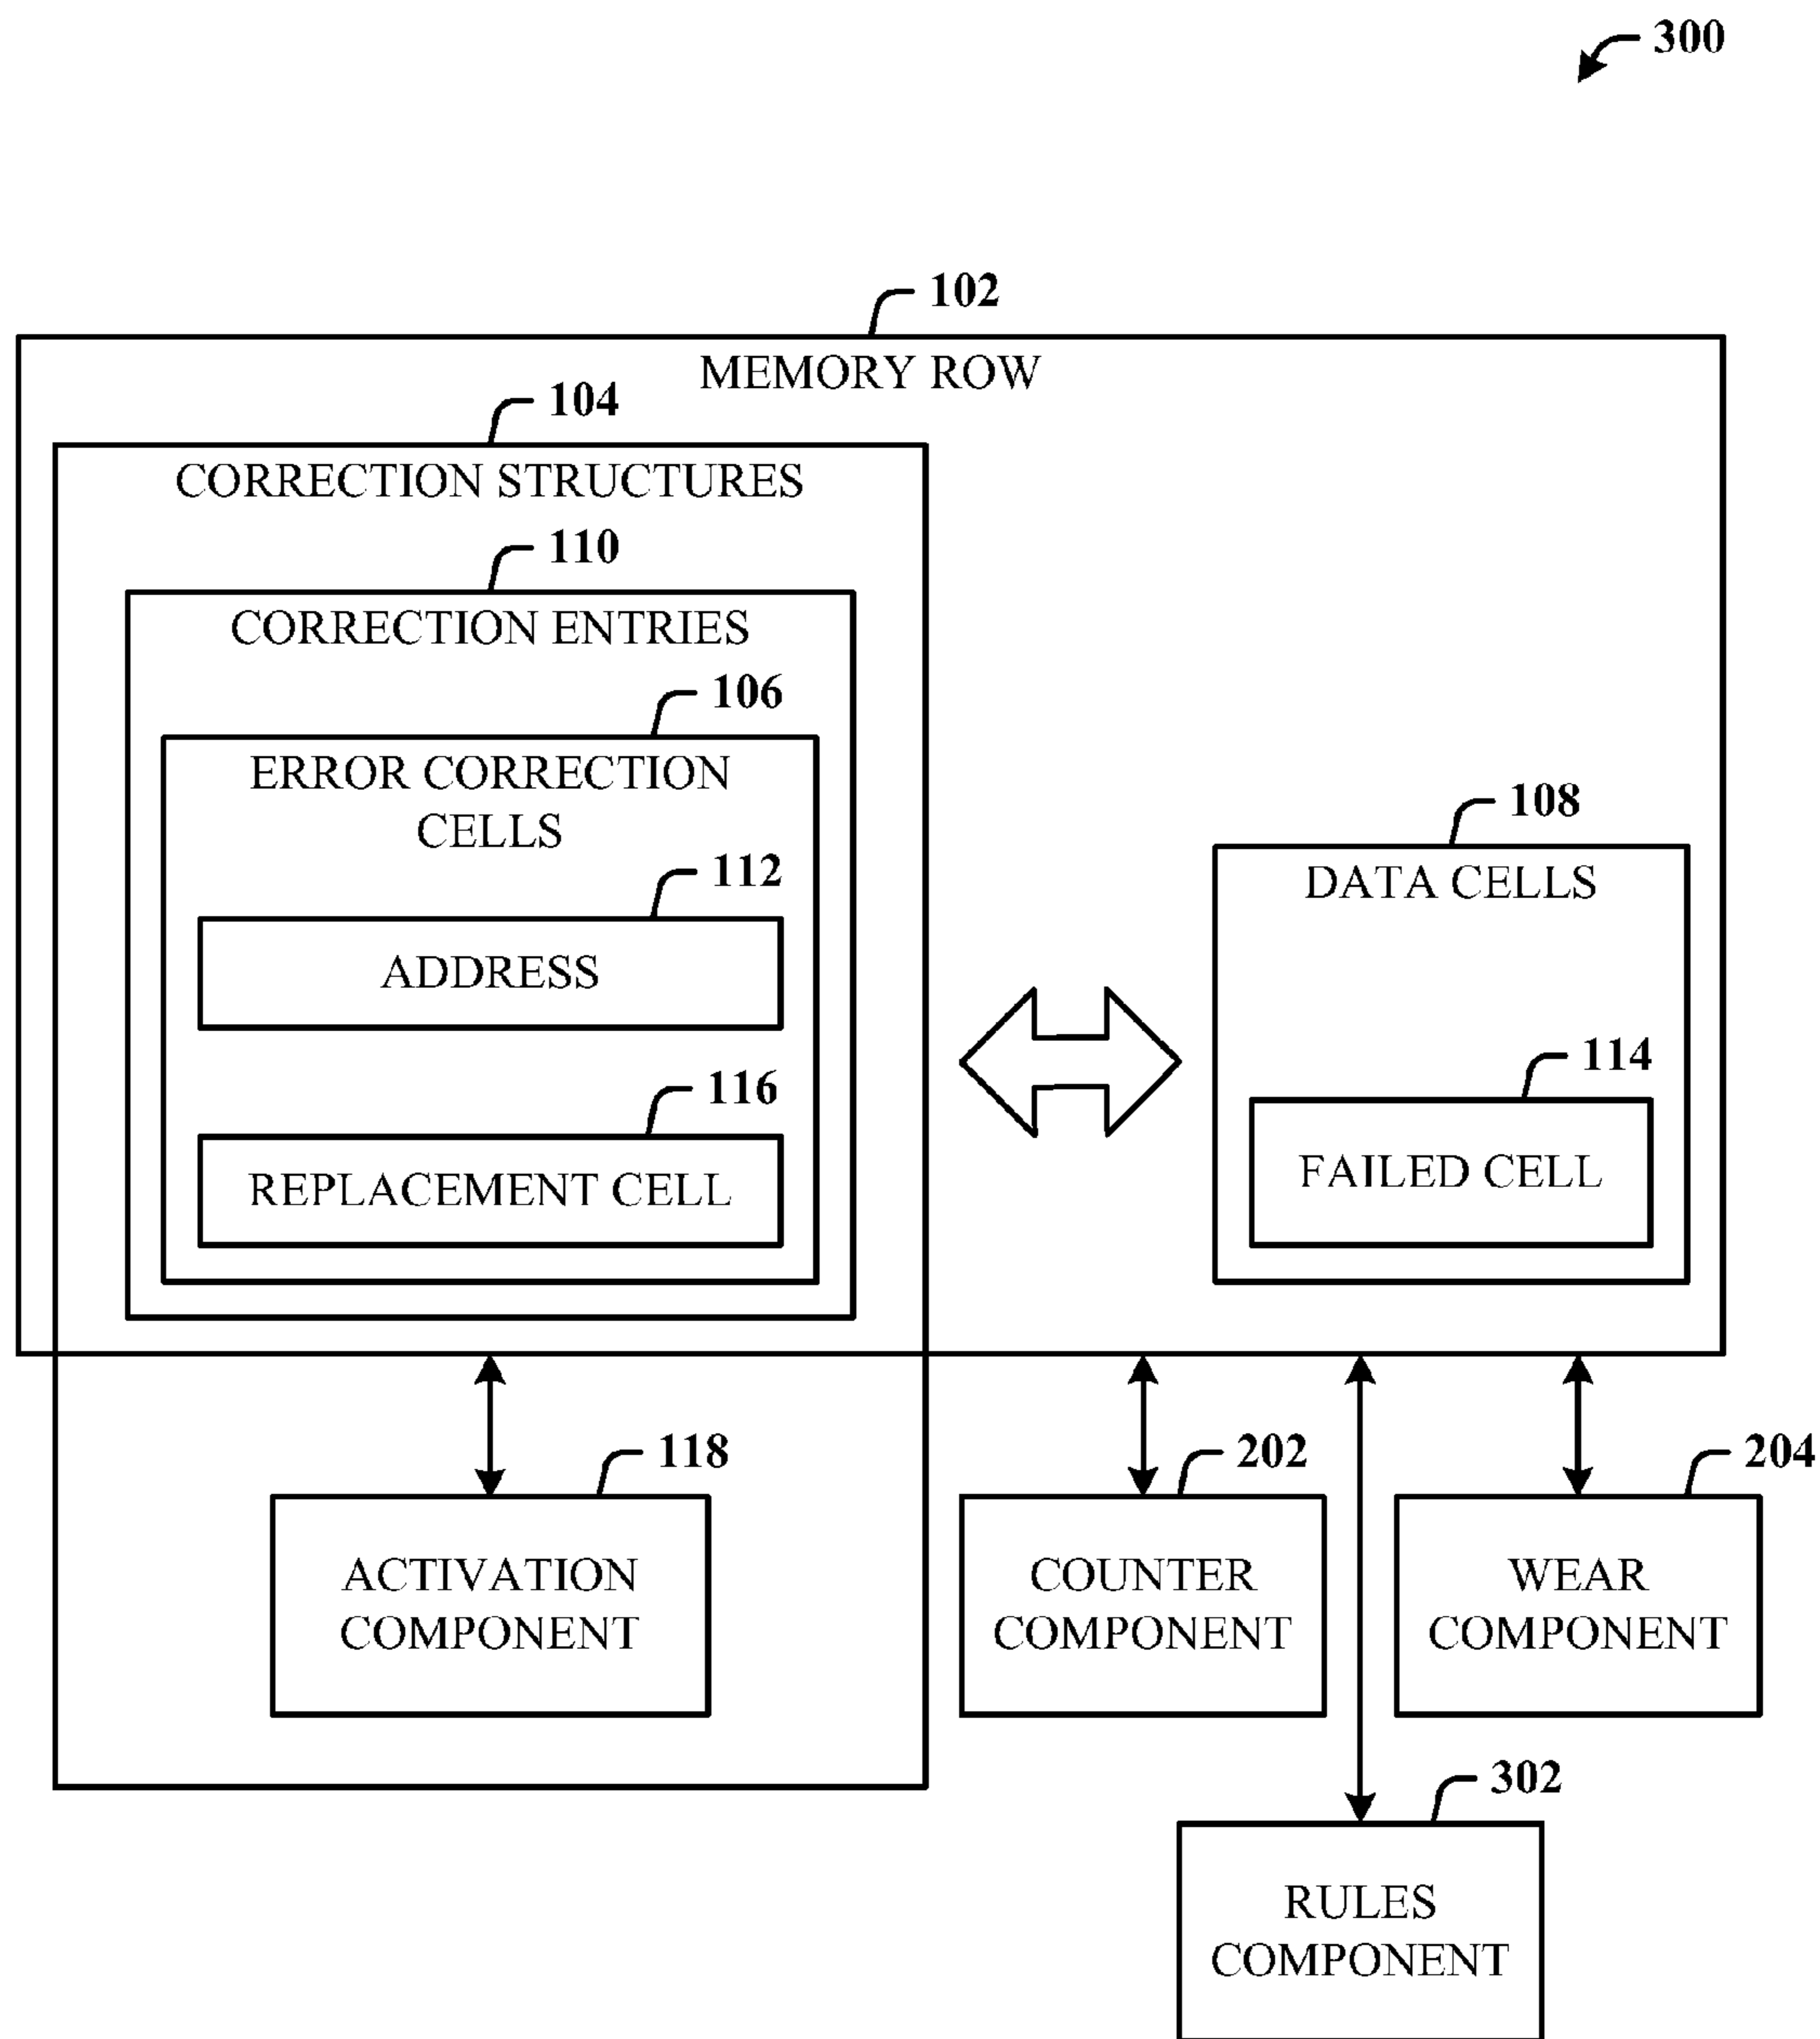 300
102
MEMORY ROW
104
CORRECTION STRUCTURES
110
CORRECTION ENTRIES
106
ERROR CORRECTION
CELLS
112
ADDRESS
116
REPLACEMENT CELL
108
DATA CELLS
114
FAILED CELL
118
ACTIVATION
COMPONENT
202
COUNTER
COMPONENT
204
WEAR
COMPONENT
302
RULES
COMPONENT